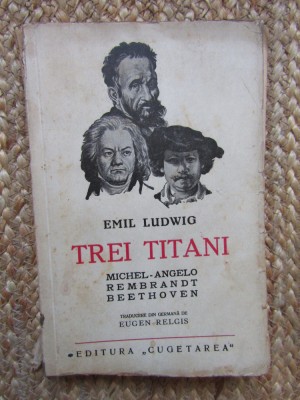 EMIL LUDWIG
TREI TITANI
MICHEL-ANGELO
REMBRANDT
BEETHOVEN
TRADUCERE DIN GERMANĂ DE
EUGEN RELGIS
EDITURA „CUGETAREA"